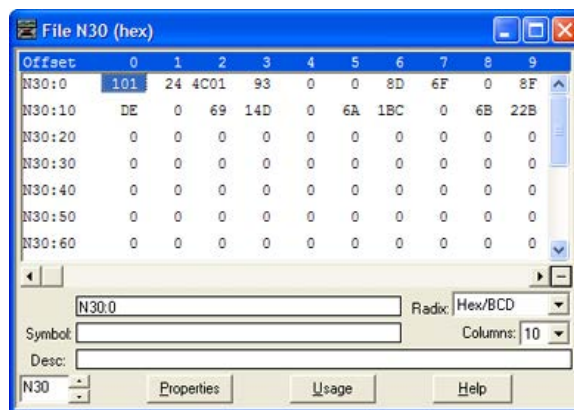 File N30 (hex)
Offset 0 1 2 3 4 5 6 7 8 9
N30:0 101 24 4C01 93 0 0 8D 6F 0 8F
N30:10 DE 0 69 14D 0 6A 1BC 0 6B 22B
N30:20 0 0 0 0 0 0 0 0 0 0
N30:30 0 0 0 0 0 0 0 0 0 0
N30:40 0 0 0 0 0 0 0 0 0 0
N30:50 0 0 0 0 0 0 0 0 0 0
N30:60 0 0 0 0 0 0 0 0 0 0
N30:0 Radix: Hex/BCD
Symbol: Columns: 10
Desc:
N30 Properties Usage Help